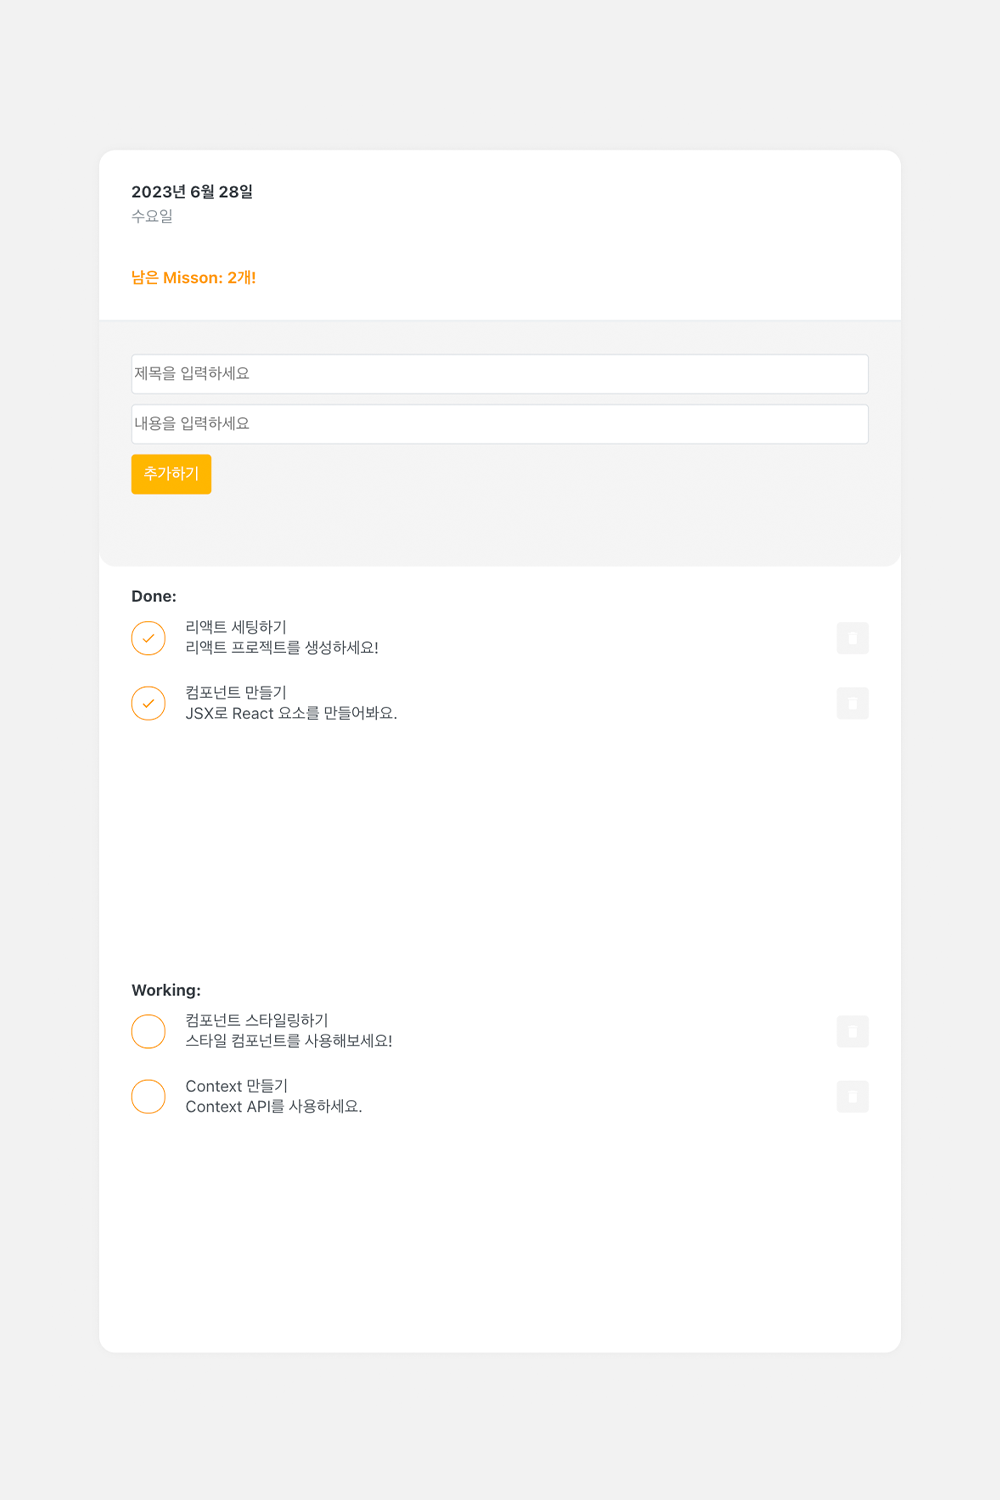 2023년 6월 28일
수요일
남은 Misson: 2개!
제목을 입력하세요
내용을 입력하세요
추가하기
Done:
리액트 세팅하기
리액트 프로젝트를 생성하세요!
컴포넌트 만들기
JSX로 React 요소를 만들어봐요.
Working:
컴포넌트 스타일링하기
스타일 컴포넌트를 사용해보세요!
Context 만들기
Context API를 사용하세요.